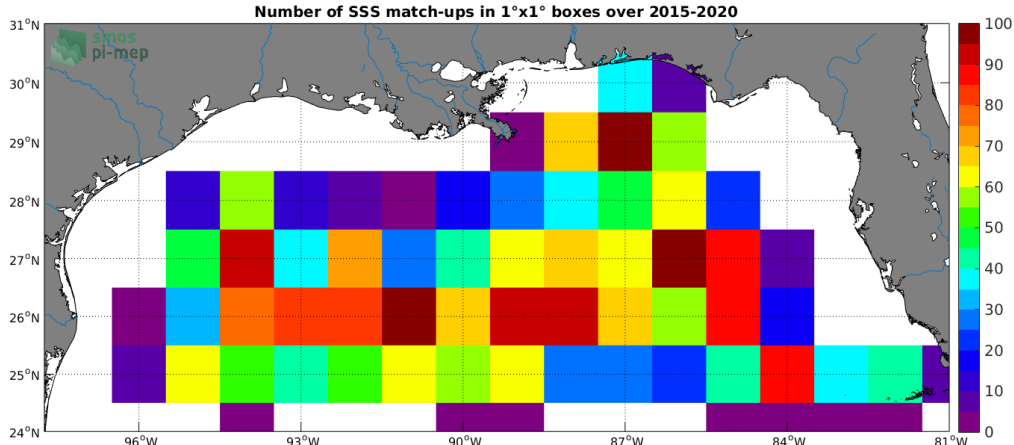 Number of SSS match-ups in 1°x1° boxes over 2015-2020
smos
pi-mep
31°N
30°N
29°N
28°N
27°N
26°N
25°N
24°N
96°W
93°W
90°W
87°W
84°W
81°W
100
90
80
70
60
50
40
30
20
10
0